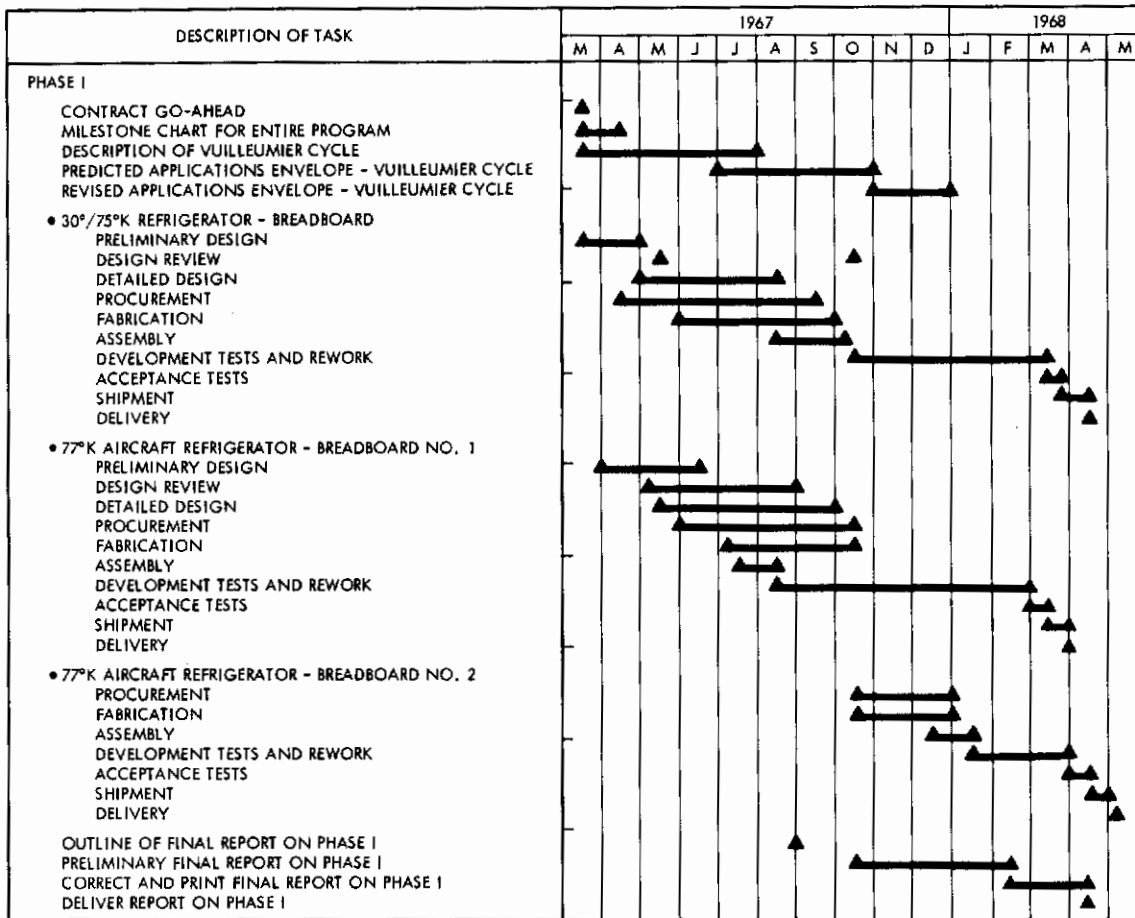 DESCRIPTION OF TASK
1967
1968
M A M J J A S O N D J F M A M
PHASE I
CONTRACT GO-AHEAD
MILESTONE CHART FOR ENTIRE PROGRAM
DESCRIPTION OF VUILLEUMIER CYCLE
PREDICTED APPLICATIONS ENVELOPE - VUILLEUMIER CYCLE
REVISED APPLICATIONS ENVELOPE - VUILLEUMIER CYCLE
• 30°/75°K REFRIGERATOR - BREADBOARD
PRELIMINARY DESIGN
DESIGN REVIEW
DETAILED DESIGN
PROCUREMENT
FABRICATION
ASSEMBLY
DEVELOPMENT TESTS AND REWORK
ACCEPTANCE TESTS
SHIPMENT
DELIVERY
• 77°K AIRCRAFT REFRIGERATOR - BREADBOARD NO. 1
PRELIMINARY DESIGN
DESIGN REVIEW
DETAILED DESIGN
PROCUREMENT
FABRICATION
ASSEMBLY
DEVELOPMENT TESTS AND REWORK
ACCEPTANCE TESTS
SHIPMENT
DELIVERY
• 77°K AIRCRAFT REFRIGERATOR - BREADBOARD NO. 2
PROCUREMENT
FABRICATION
ASSEMBLY
DEVELOPMENT TESTS AND REWORK
ACCEPTANCE TESTS
SHIPMENT
DELIVERY
OUTLINE OF FINAL REPORT ON PHASE I
PRELIMINARY FINAL REPORT ON PHASE I
CORRECT AND PRINT FINAL REPORT ON PHASE I
DELIVER REPORT ON PHASE I